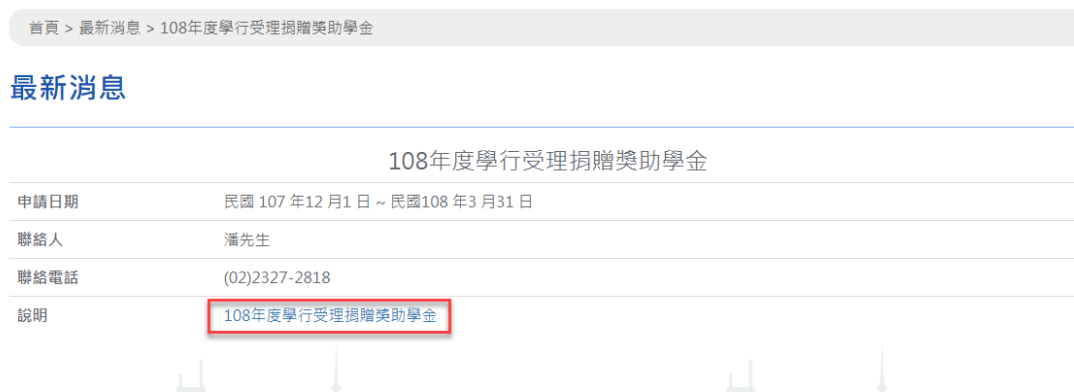 首頁 > 最新消息 > 108年度學行受理捐贈獎助學金
最新消息
108年度學行受理捐贈獎助學金
申請日期 民國 107 年12 月1 日 ~ 民國108 年3 月31 日
聯絡人 潘先生
聯絡電話 (02)2327-2818
說明 108年度學行受理捐贈獎助學金